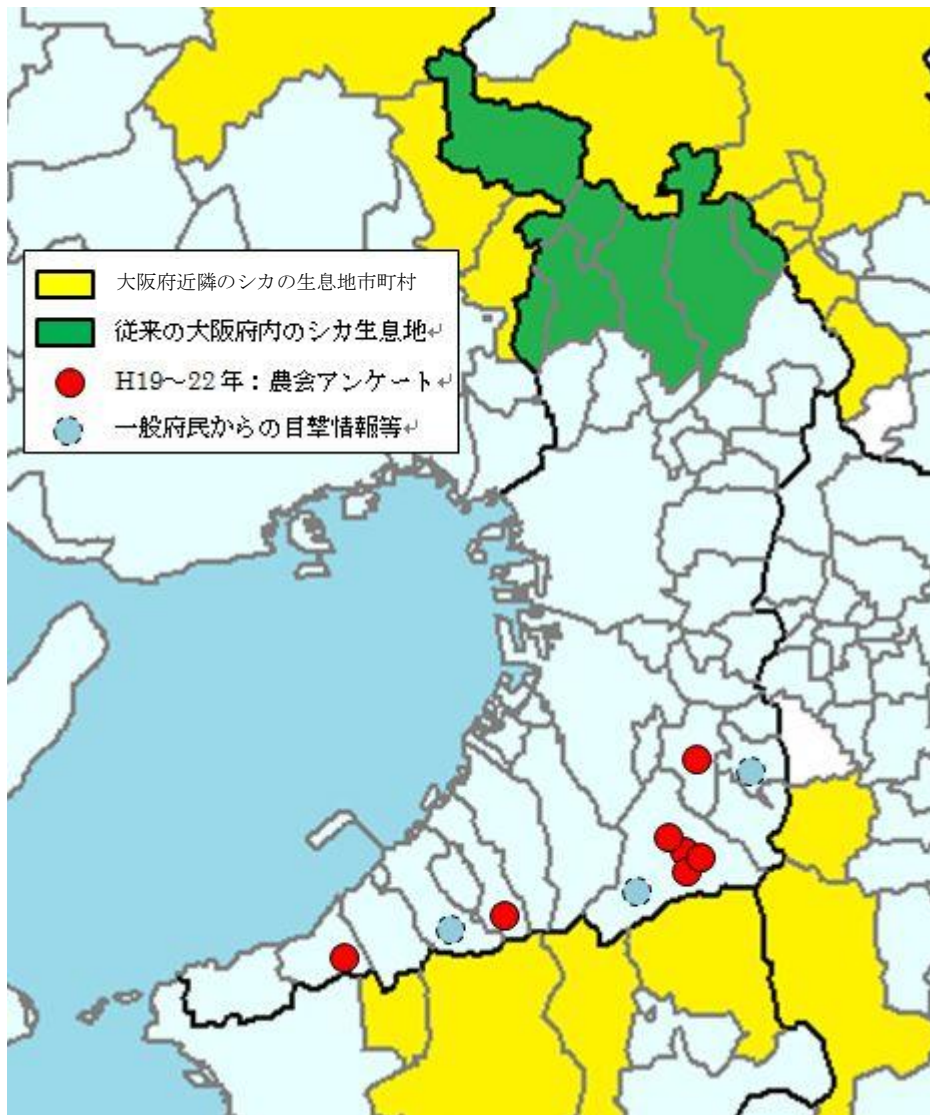 大阪府近隣のシカの生息地市町村
従来の大阪府内のシカ生息地↵
H19～22年：農会アンケート↵
一般府民からの目撃情報等↵